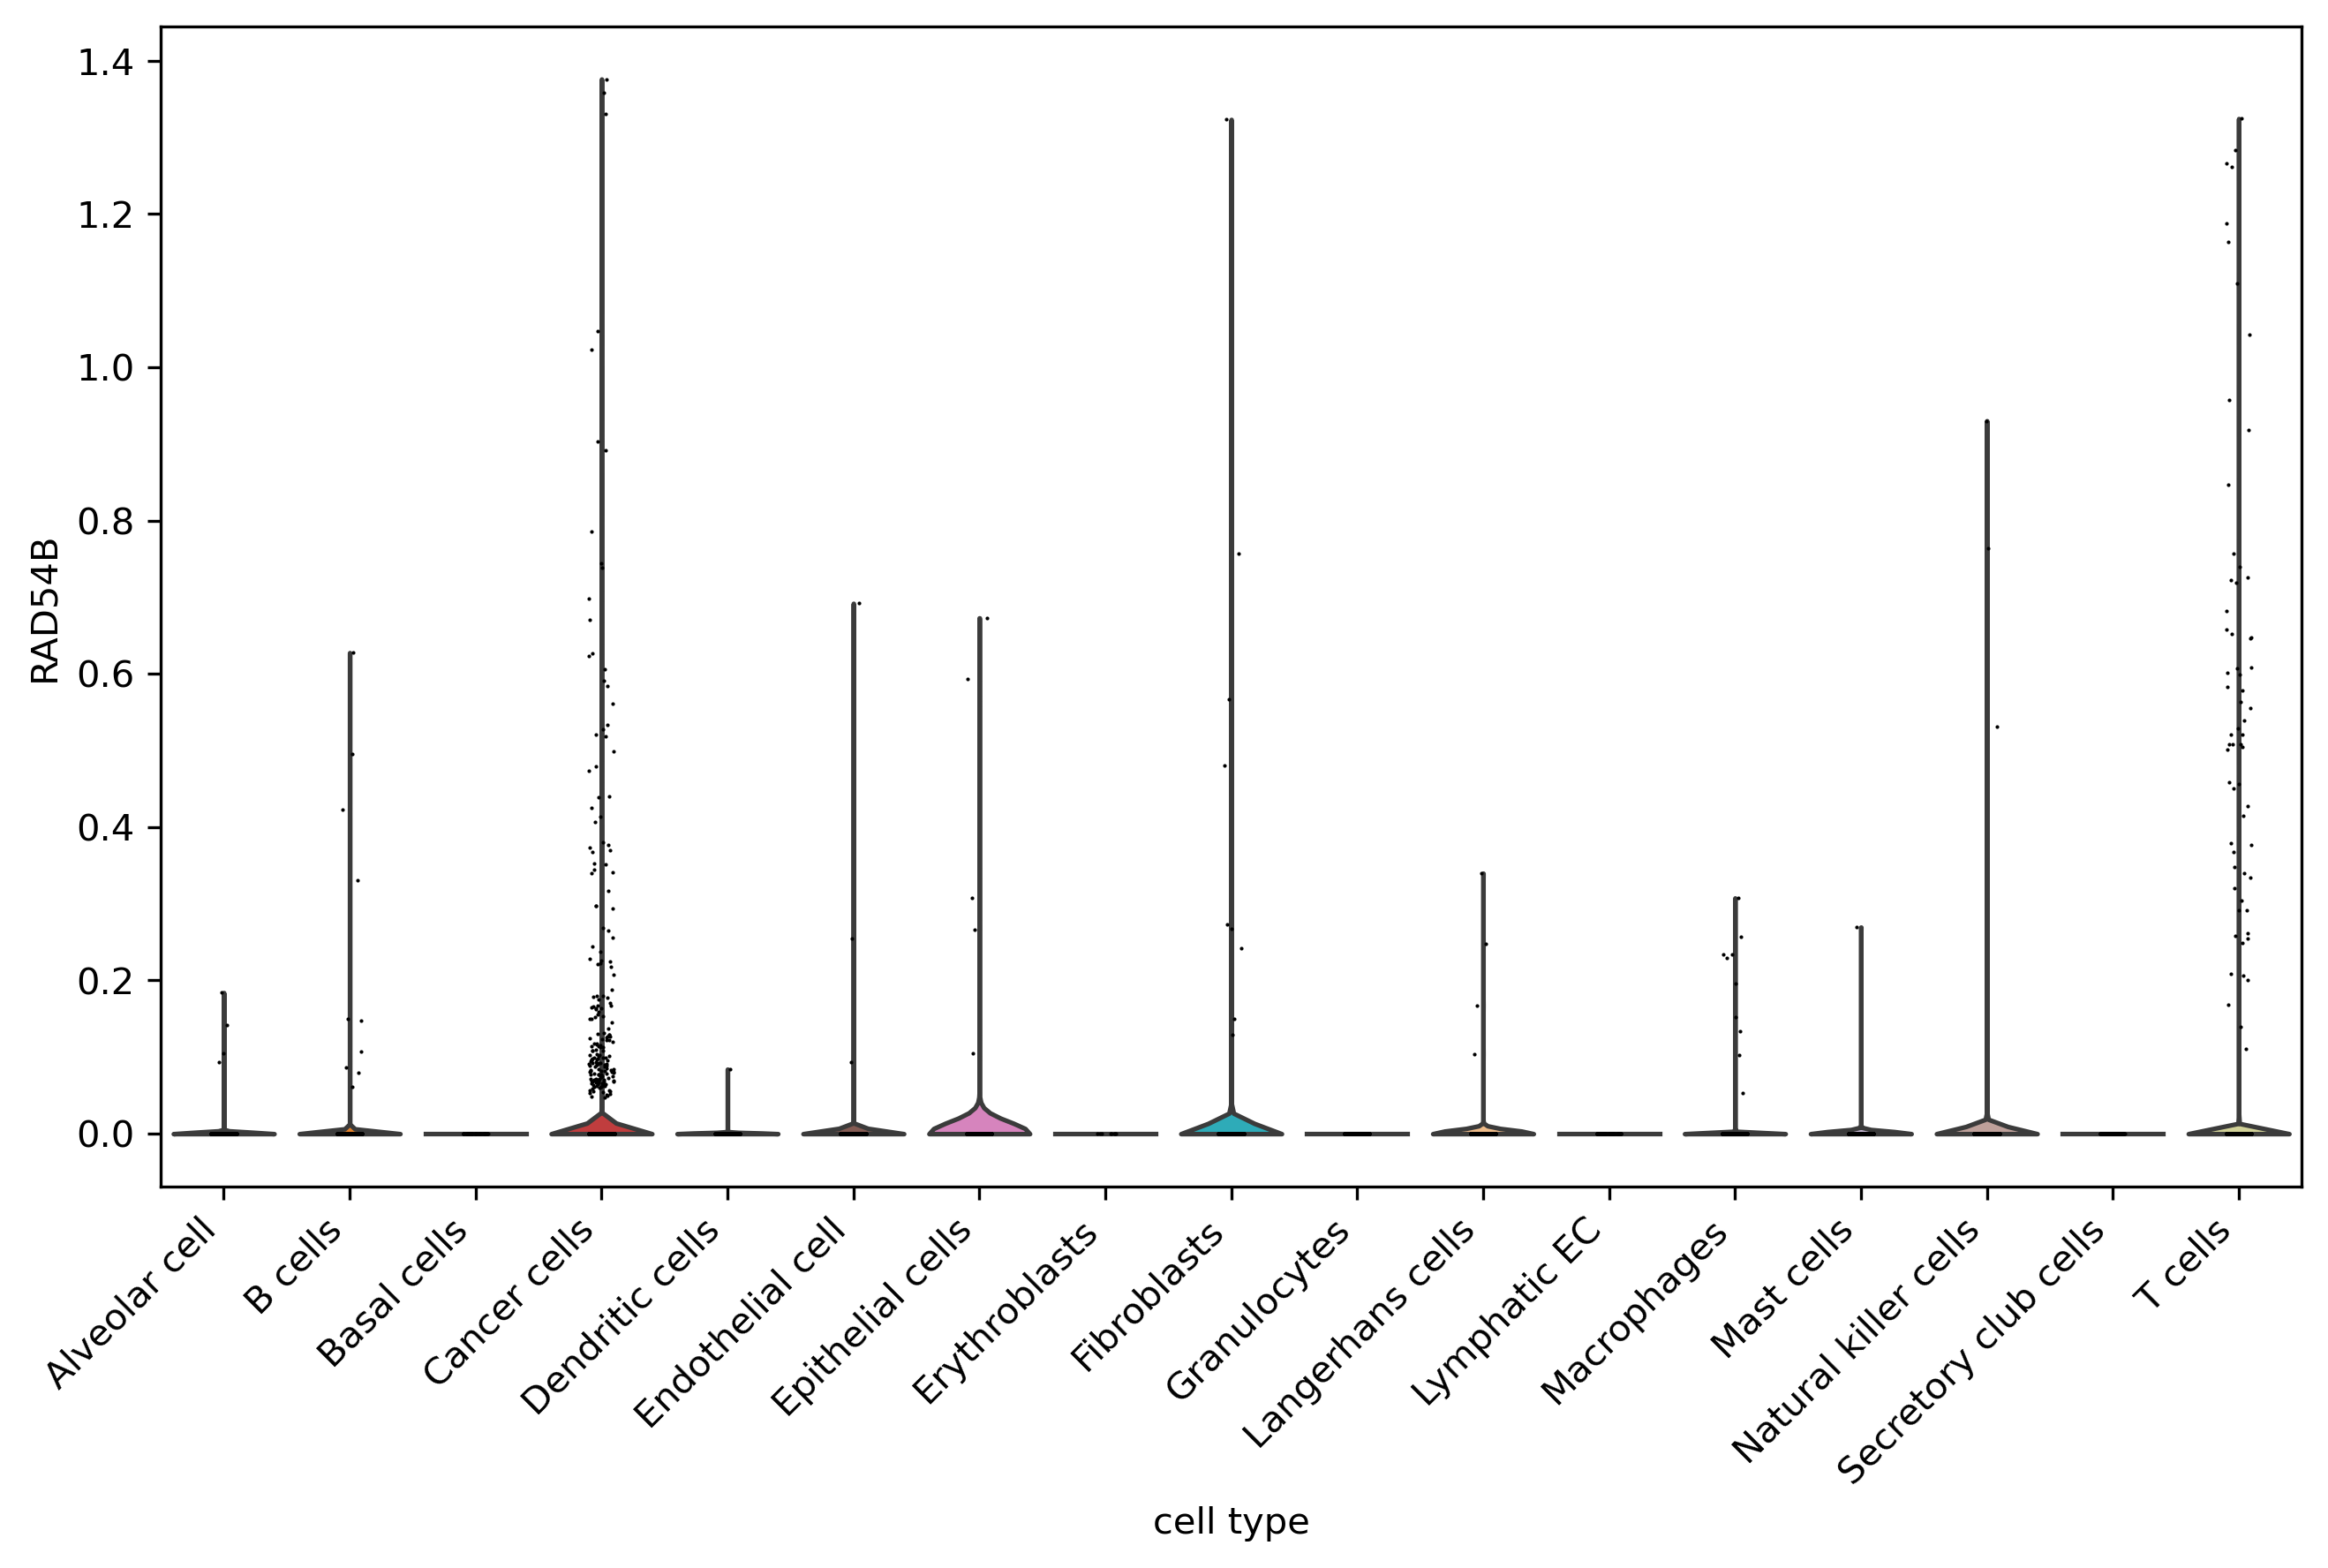 RAD54B
1.4
1.2
1.0
0.8
0.6
0.4
0.2
0.0
Alveolar cell
B cells
Basal cells
Cancer cells
Dendritic cells
Endothelial cell
Epithelial cells
Erythroblasts
Fibroblasts
Granulocytes
Langerhans cells
Lymphatic EC
Macrophages
Mast cells
Natural killer cells
Secretory club cells
T cells
cell type